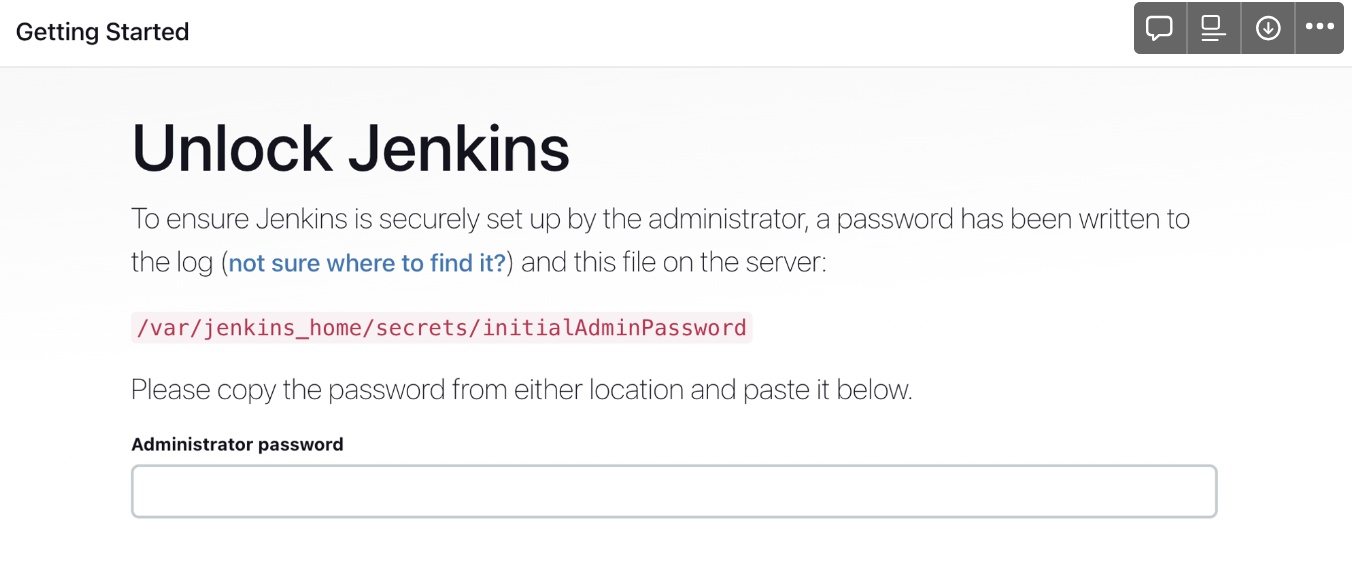 Getting Started
Unlock Jenkins
To ensure Jenkins is securely set up by the administrator, a password has been written to
the log (not sure where to find it?) and this file on the server:
/var/jenkins_home/secrets/initialAdminPassword
Please copy the password from either location and paste it below.
Administrator password